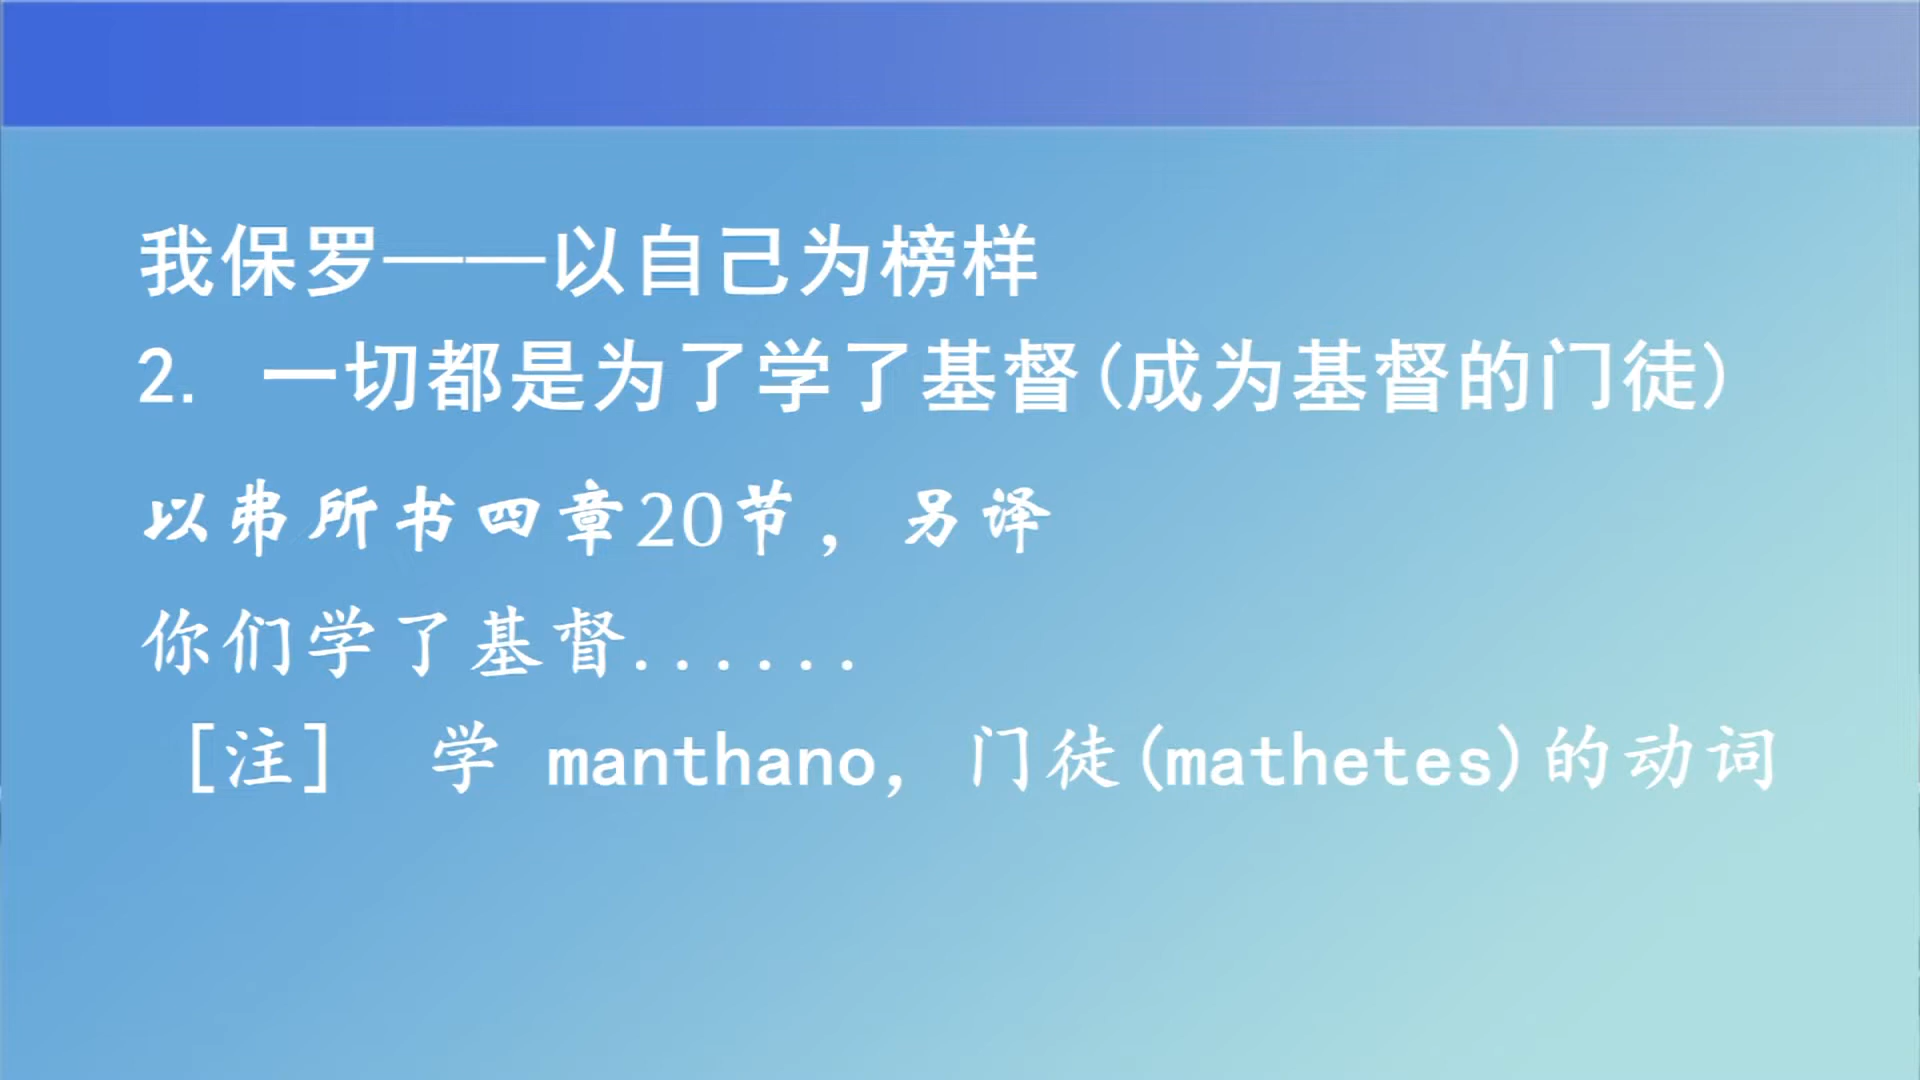 我保罗——以自己为榜样
2. 一切都是为了学了基督(成为基督的门徒)
以弗所书四章20节，另译
你们学了基督......
[注] 学 manthano, 门徒(mathetes)的动词